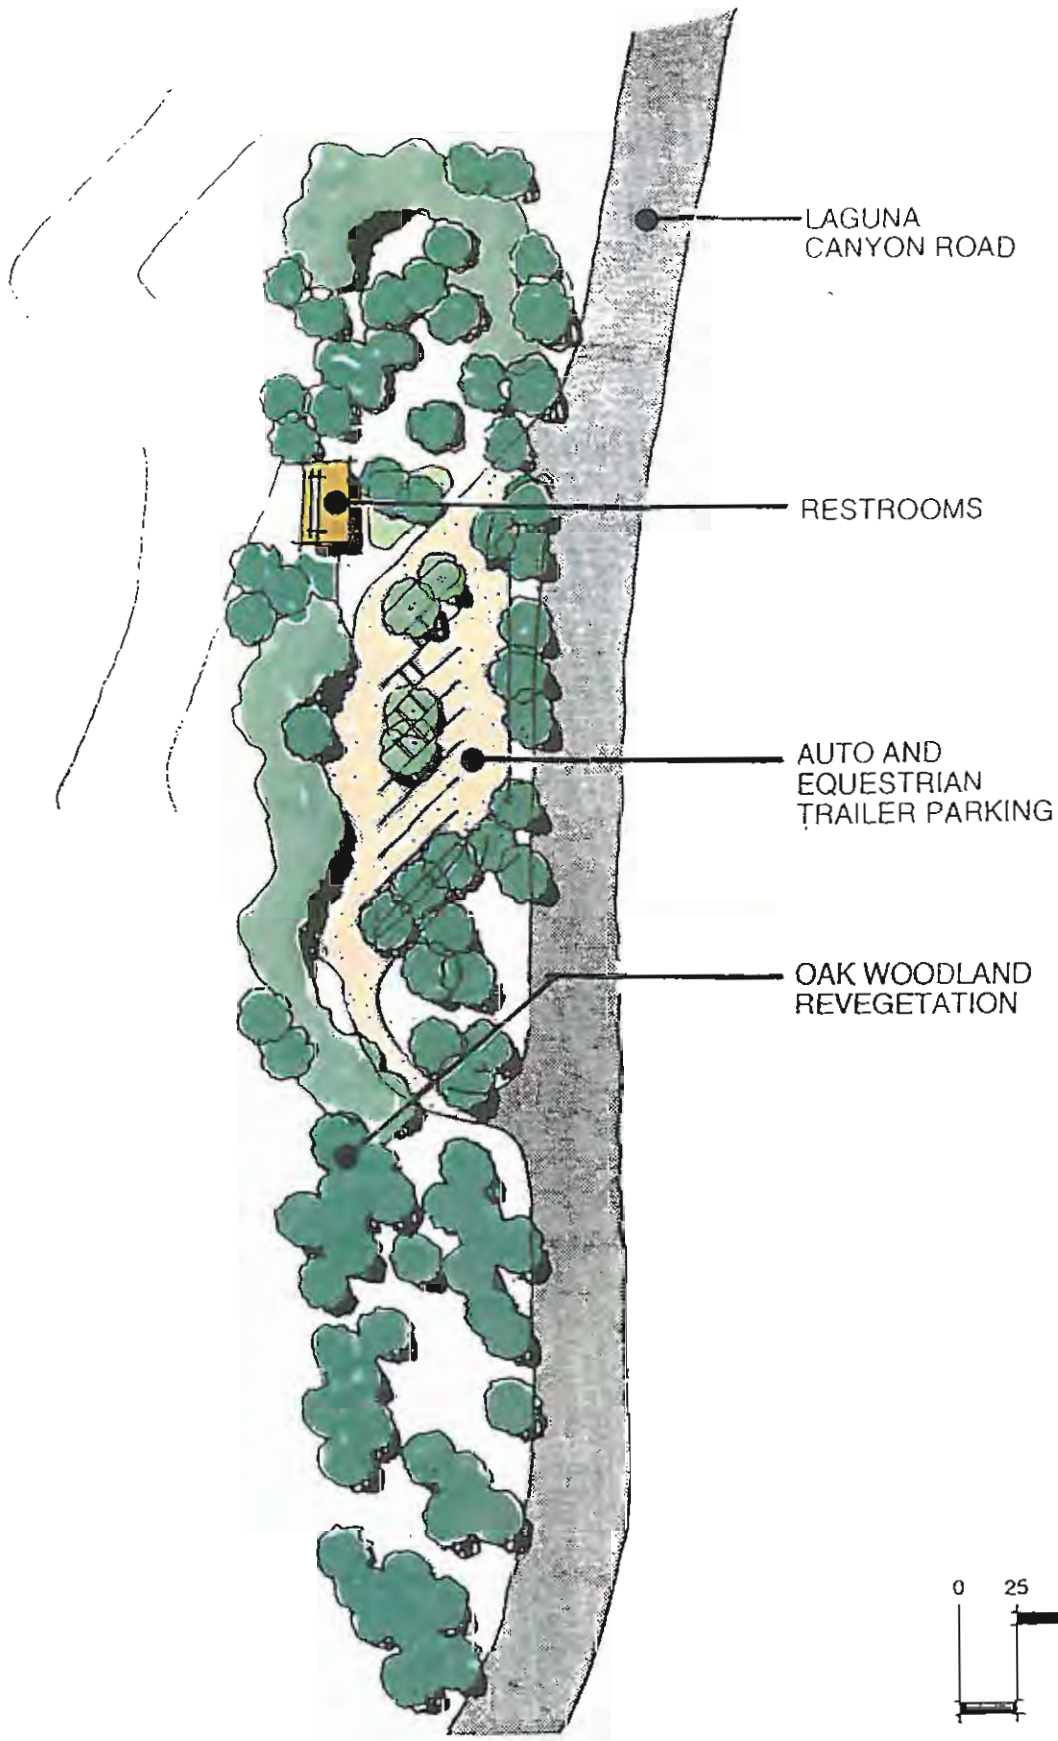 LAGUNA
CANYON ROAD
RESTROOMS
AUTO AND
EQUESTRIAN
TRAILER PARKING
OAK WOODLAND
REVEGETATION
0 25